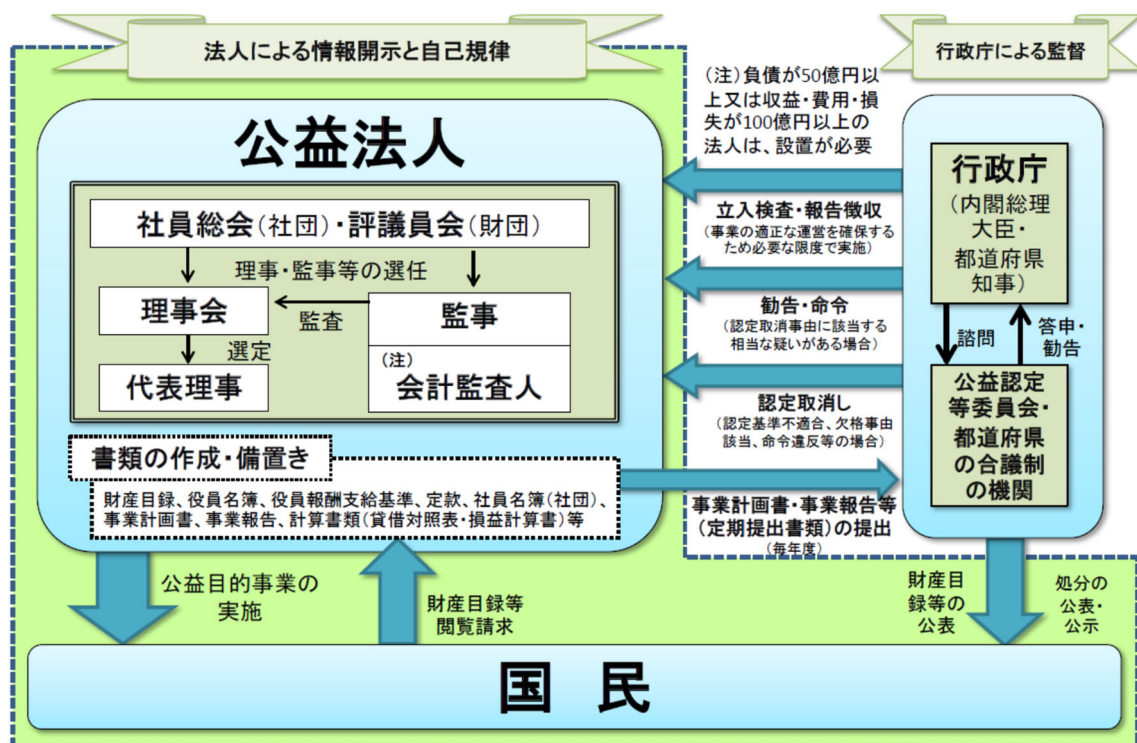 法人による情報開示と自己規律
行政庁による監督
公益法人
社員総会(社団)・評議員会(財団)
理事・監事等の選任
理事会
監査
監事
選定
代表理事
(注)
会計監査人
書類の作成・備置き
財産目録、役員名簿、役員報酬支給基準、定款、社員名簿(社団)、
事業計画書、事業報告、計算書類(貸借対照表・損益計算書)等
(注)負債が50億円以
上又は収益・費用・損
失が100億円以上の
法人は、設置が必要
立入検査・報告徴収
(事業の適正な運営を確保する
ため必要な限度で実施)
勧告・命令
(認定取消事由に該当する
相当な疑いがある場合)
認定取消し
(認定基準不適合、欠格事由
該当、命令違反等の場合)
事業計画書・事業報告等
(定期提出書類)の提出
(毎年度)
行政庁
(内閣総理
大臣・
都道府県
知事)
諮問
答申・
勧告
公益認定
等委員会・
都道府県
の合議制
の機関
公益目的事業の
実施
財産目録等
閲覧請求
財産目
録等の
公表
処分の
公表・
公示
国 民